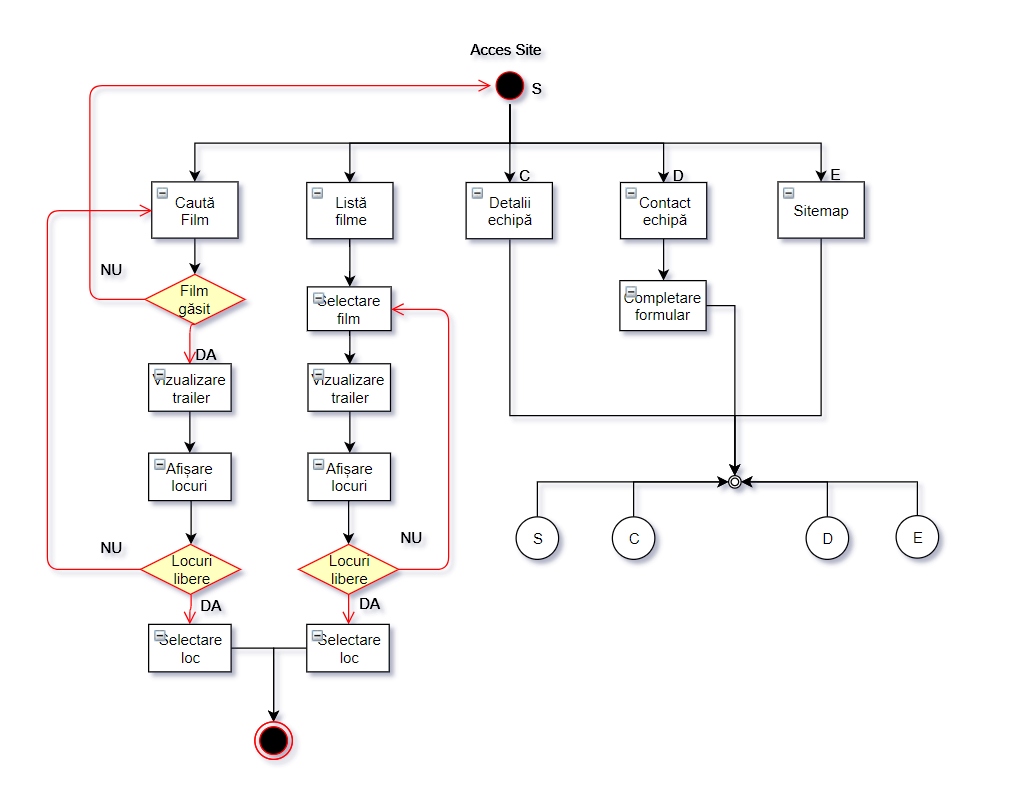 Acces Site
S
C
D
E
Caută
Film
Listă
filme
Detalii
echipă
Contact
echipă
Sitemap
NU
Film
găsit
Selectare
film
Completare
formular
DA
Vizualizare
trailer
Vizualizare
trailer
Afișare
locuri
Afișare
locuri
S
C
D
E
NU
Locuri
libere
Locuri
libere
NU
DA
DA
Selectare
loc
Selectare
loc